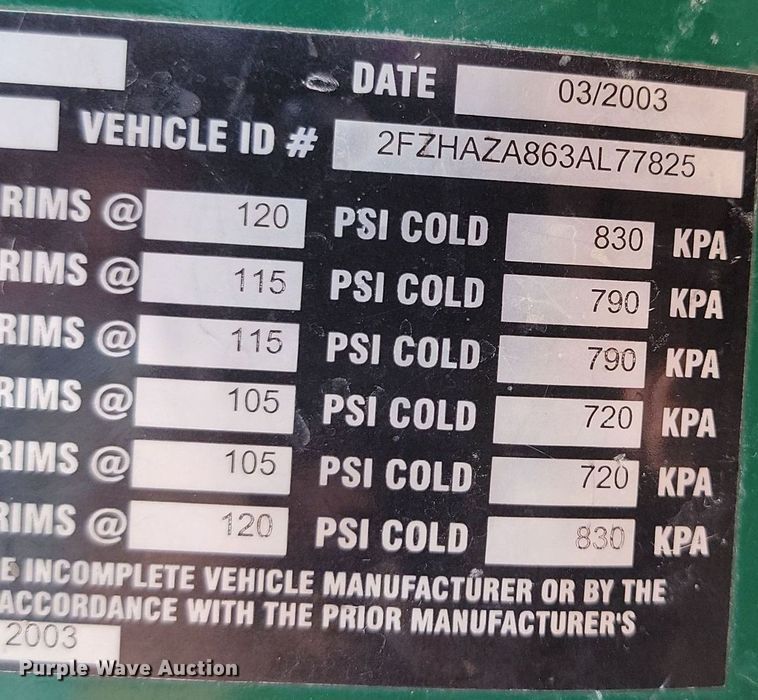 DATE 03/2003
VEHICLE ID # 2FZHAZA863AL77825
RIMS @ 120 PSI COLD 830 KPA
RIMS @ 115 PSI COLD 790 KPA
RIMS @ 115 PSI COLD 790 KPA
RIMS @ 105 PSI COLD 720 KPA
RIMS @ 105 PSI COLD 720 KPA
RIMS @ 120 PSI COLD 830 KPA
E INCOMPLETE VEHICLE MANUFACTURER OR BY THE
ACCORDANCE WITH THE PRIOR MANUFACTURER'S
2003
Purple Wave Auction